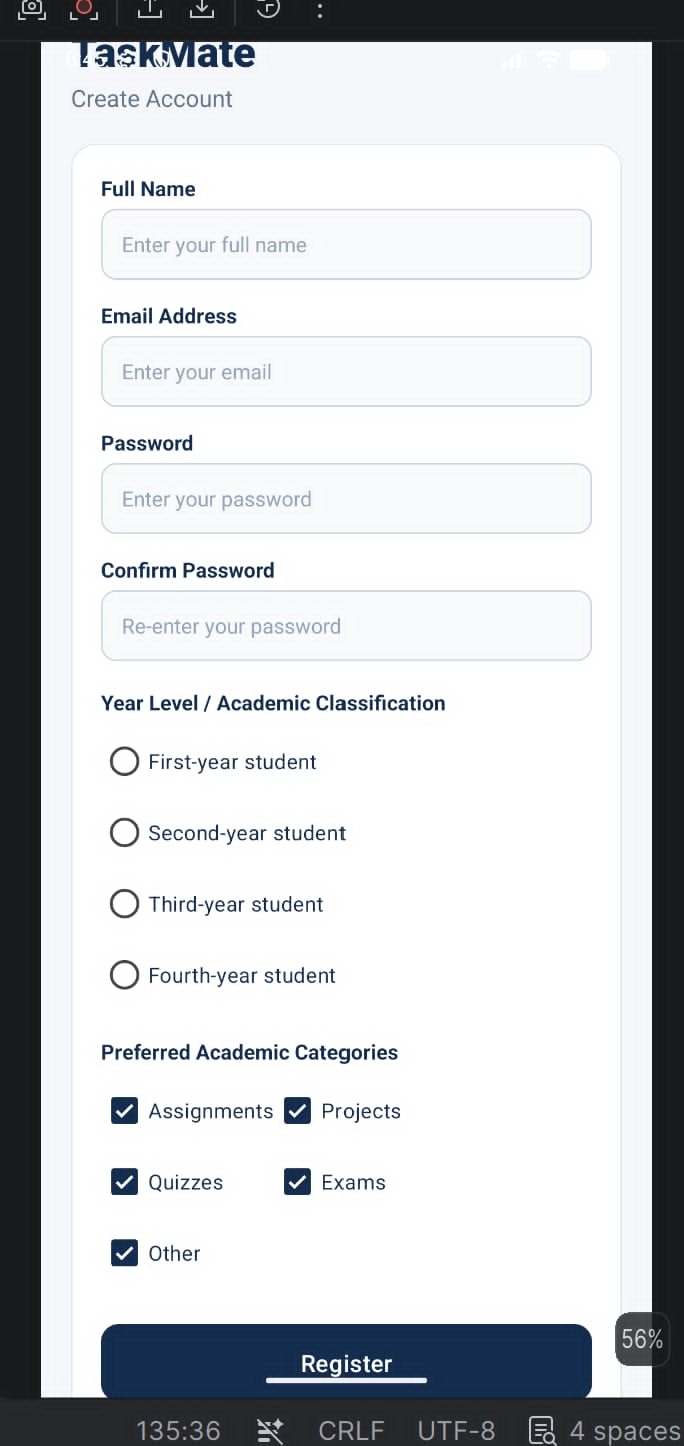 TaskMate
Create Account
Full Name
Enter your full name
Email Address
Enter your email
Password
Enter your password
Confirm Password
Re-enter your password
Year Level / Academic Classification
First-year student
Second-year student
Third-year student
Fourth-year student
Preferred Academic Categories
Assignments Projects
Quizzes Exams
Other
56%
Register
135:36 CRLF UTF-8 4 spaces